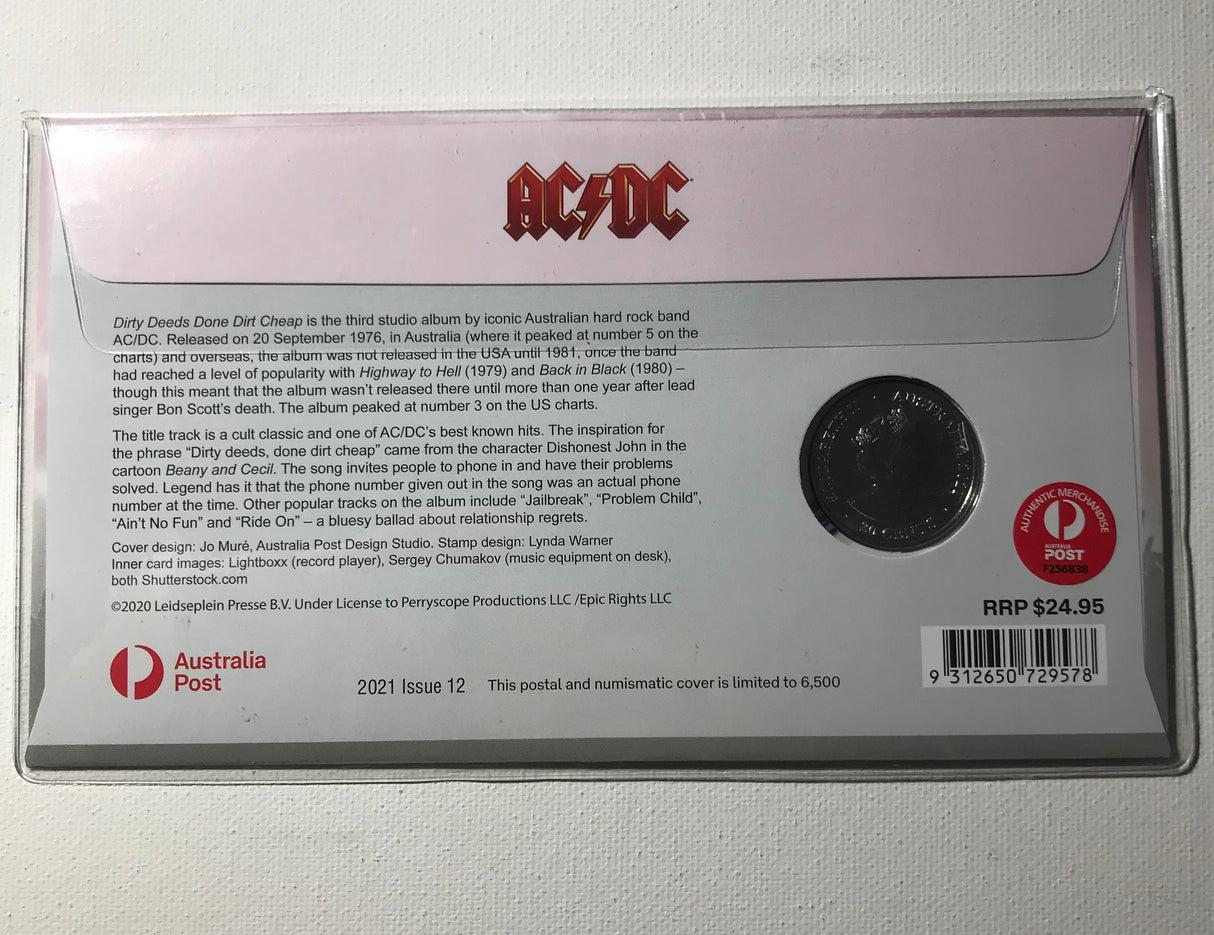 AC/DC
Dirty Deeds Done Dirt Cheap is the third studio album by iconic Australian hard rock band
AC/DC. Released on 20 September 1976, in Australia (where it peaked at number 5 on the
charts) and overseas, the album was not released in the USA until 1981, once the band
had reached a level of popularity with Highway to Hell (1979) and Back in Black (1980) –
though this meant that the album wasn't released there until more than one year after lead
singer Bon Scott's death. The album peaked at number 3 on the US charts.
The title track is a cult classic and one of AC/DC's best known hits. The inspiration for
the phrase “Dirty deeds, done dirt cheap” came from the character Dishonest John in the
cartoon Beany and Cecil. The song invites people to phone in and have their problems
solved. Legend has it that the phone number given out in the song was an actual phone
number at the time. Other popular tracks on the album include “Jailbreak”, “Problem Child”,
“Ain't No Fun” and “Ride On” – a bluesy ballad about relationship regrets.
Cover design: Jo Muré, Australia Post Design Studio. Stamp design: Lynda Warner
Inner card images: Lightboxx (record player), Sergey Chumakov (music equipment on desk),
both Shutterstock.com
©2020 Leidseplein Presse B.V. Under License to Perryscope Productions LLC /Epic Rights LLC
AUSTRALIA
20 CENTS
AUTHENTIC MERCHANDISE
AUSTRALIA
POST
F256838
RRP $24.95
9 312650 729578
Australia
Post
2021 Issue 12 This postal and numismatic cover is limited to 6,500